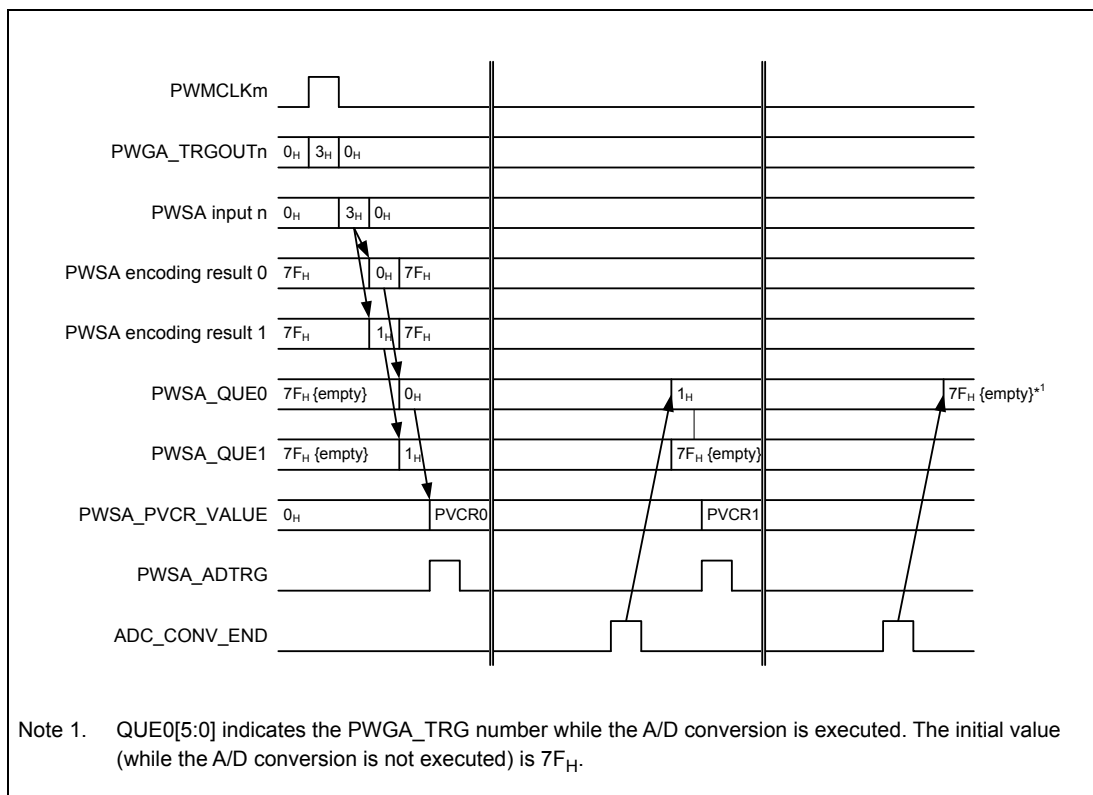 PWMCLKm
PWGA_TRGOUTn 0H 3H 0H
PWSA input n 0H 3H 0H
PWSA encoding result 0 7FH 0H 7FH
PWSA encoding result 1 7FH 1H 7FH
PWSA_QUE0 7FH {empty} 0H 1H 7FH {empty}*1
PWSA_QUE1 7FH {empty} 1H 7FH {empty}
PWSA_PVCR_VALUE 0H PVCR0 PVCR1
PWSA_ADTRG
ADC_CONV_END
Note 1. QUE0[5:0] indicates the PWGA_TRG number while the A/D conversion is executed. The initial value
(while the A/D conversion is not executed) is 7FH.